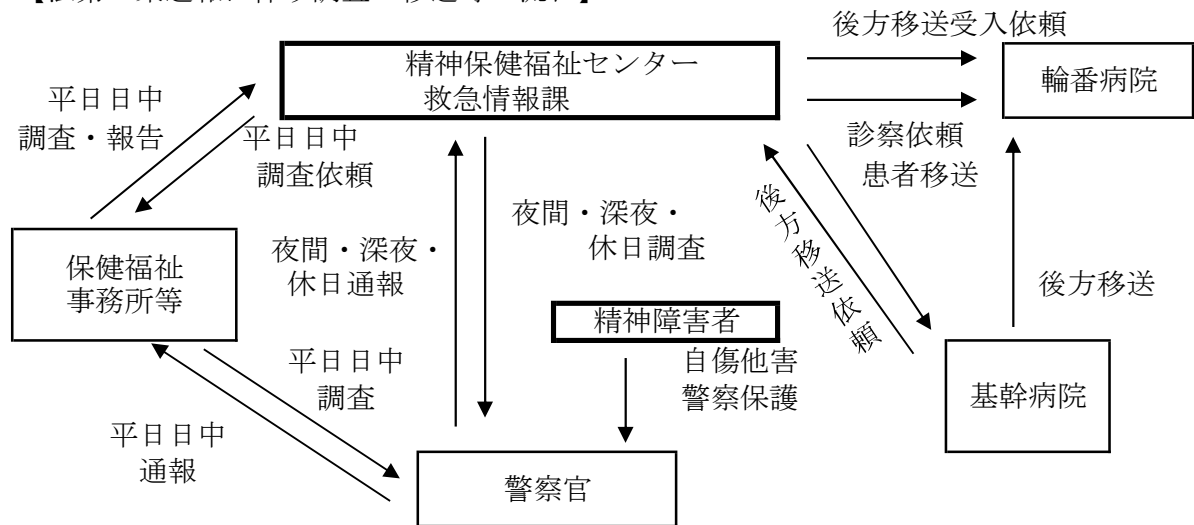 後方移送受入依頼
精神保健福祉センター
救急情報課
輪番病院
平日日中
調査・報告
平日日中
調査依頼
診察依頼
患者移送
後方移送依頼
夜間・深夜・
休日調査
夜間・深夜・
休日通報
保健福祉
事務所等
後方移送
精神障害者
自傷他害
警察保護
平日日中
調査
基幹病院
平日日中
通報
警察官